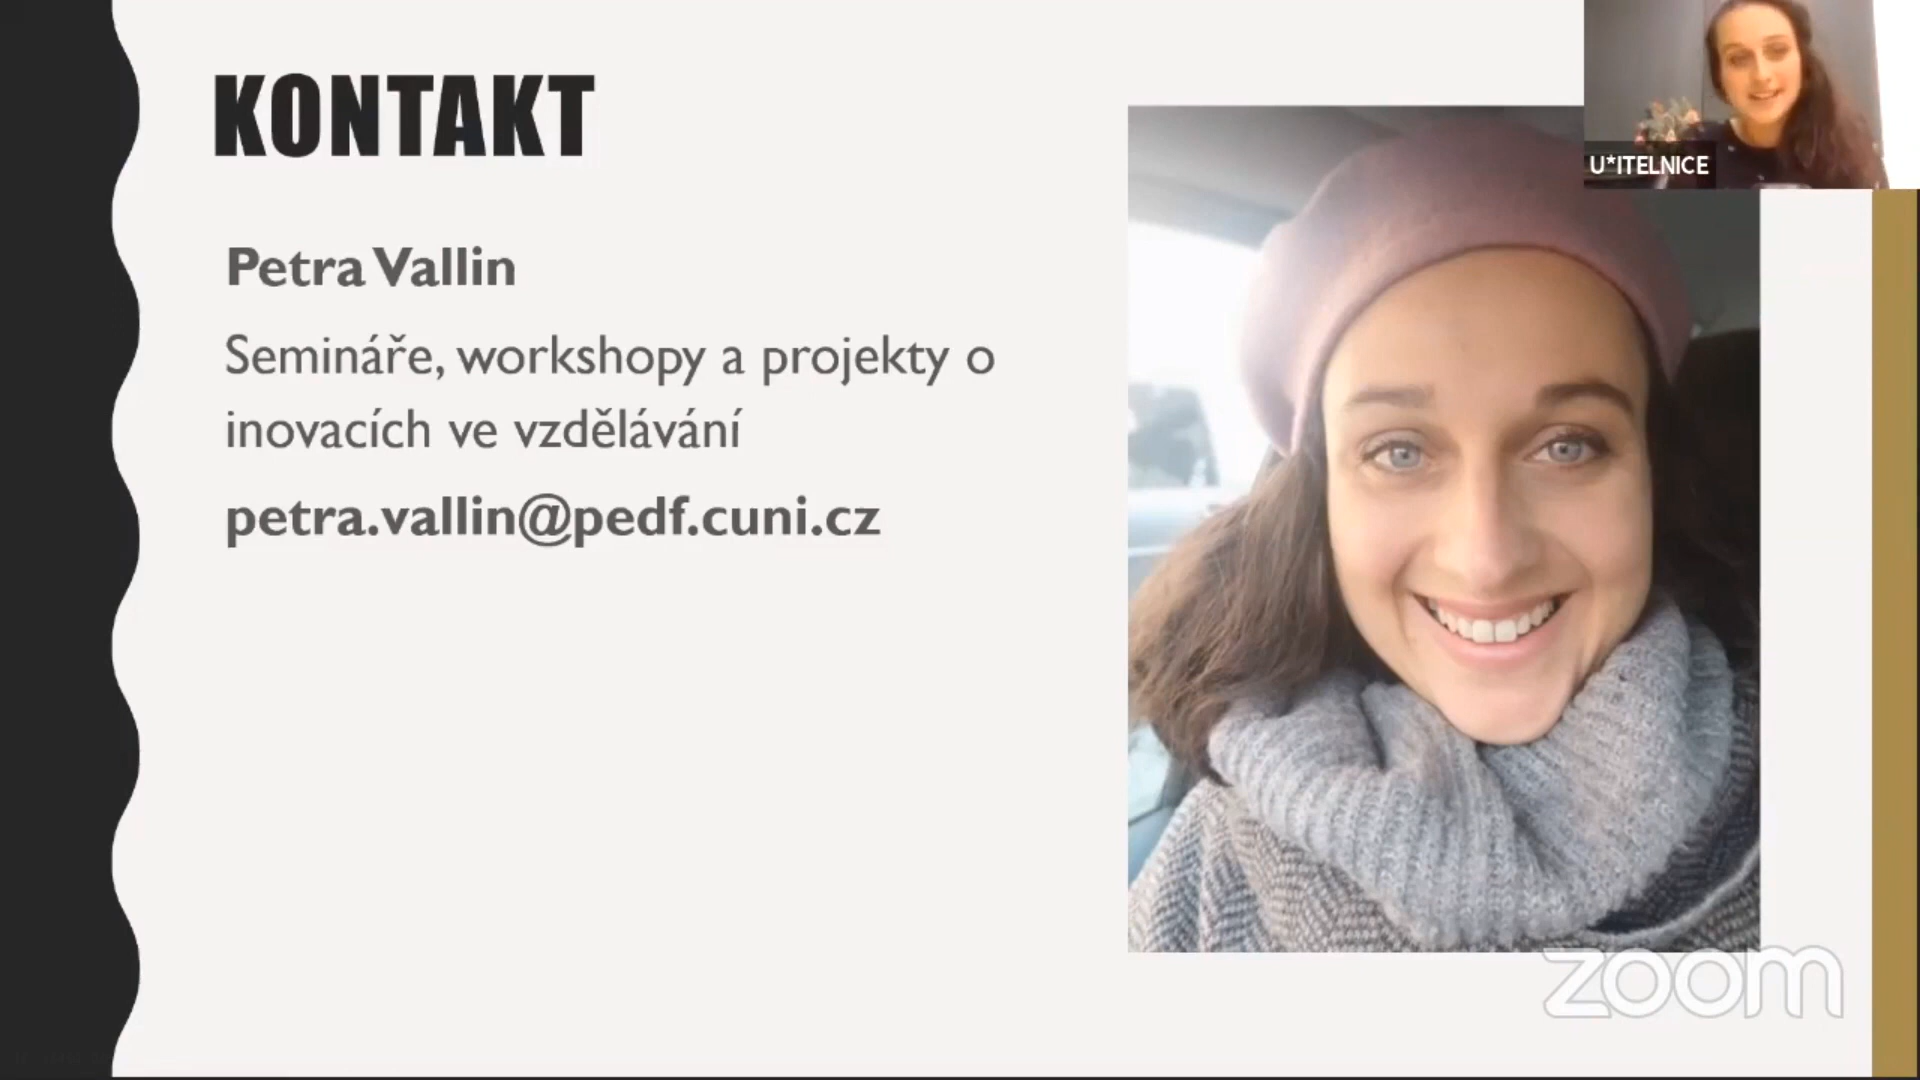 KONTAKT
Petra Vallin
Semináře, workshopy a projekty o
inovacích ve vzdělávání
petra.vallin@pedf.cuni.cz
U*ITELNICE
zoom